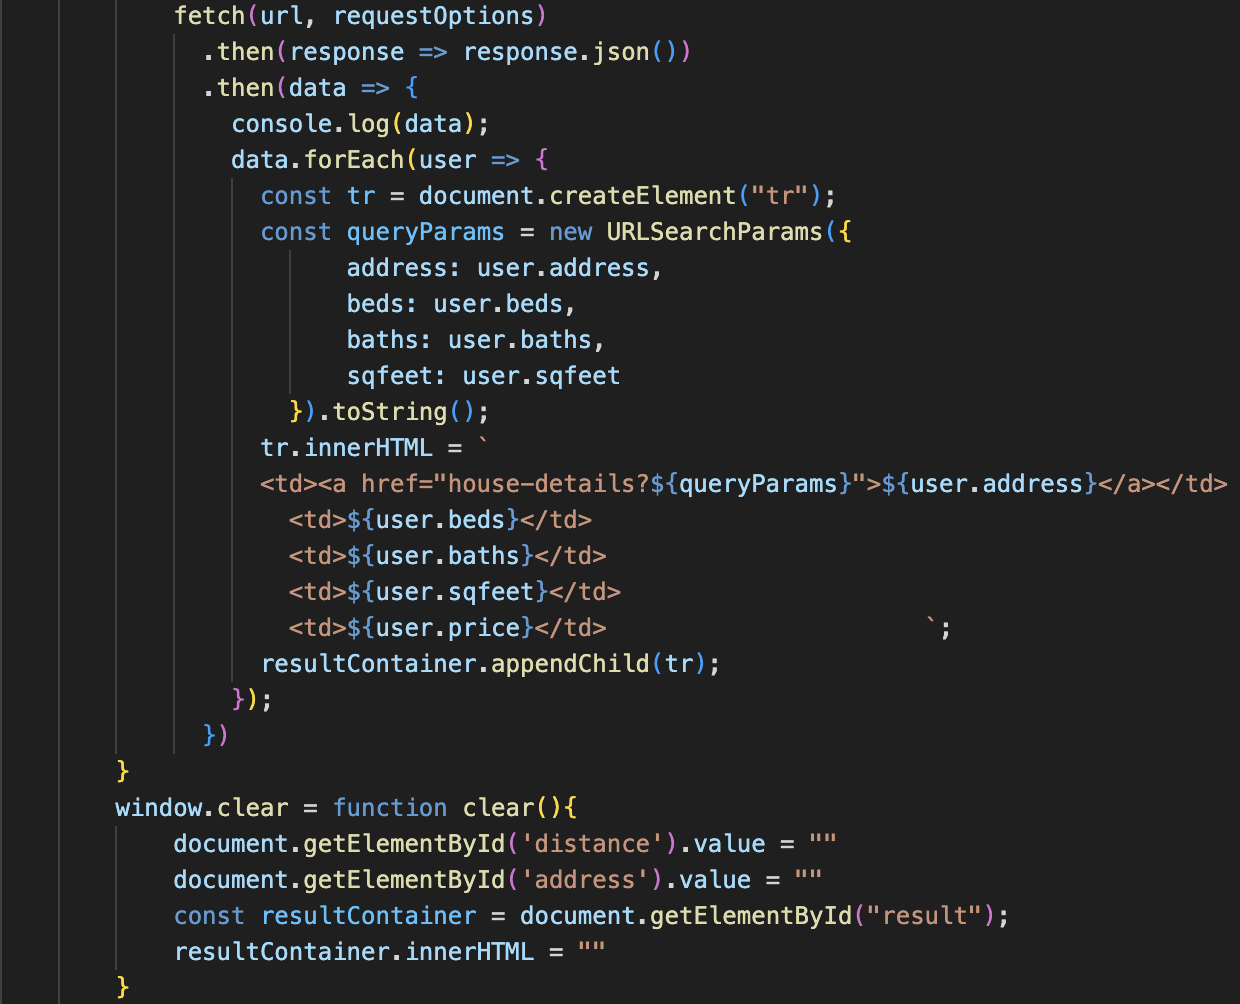 fetch(url, requestOptions)
.then(response => response.json())
.then(data => {
console.log(data);
data.forEach(user => {
const tr = document.createElement("tr");
const queryParams = new URLSearchParams({
address: user.address,
beds: user.beds,
baths: user.baths,
sqfeet: user.sqfeet
}).toString();
tr.innerHTML = `
<td><a href="house-details?${queryParams}">${user.address}</a></td>
<td>${user.beds}</td>
<td>${user.baths}</td>
<td>${user.sqfeet}</td>
<td>${user.price}</td> `;
resultContainer.appendChild(tr);
});
})
}
window.clear = function clear(){
document.getElementById('distance').value = ""
document.getElementById('address').value = ""
const resultContainer = document.getElementById("result");
resultContainer.innerHTML = ""
}